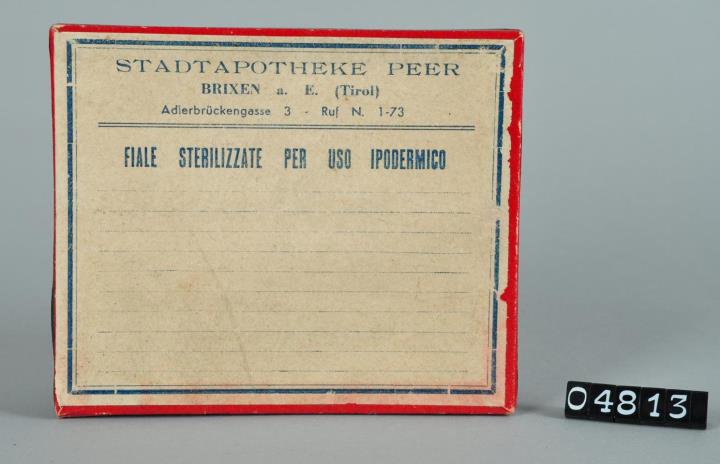 STADTAPOTHEKE PEER
BRIXEN a. E. (Tirol)
Adlerbrückengasse 3 - Ruf N. 1-73
FIALE STERILIZZATE PER USO IPODERMICO
04813